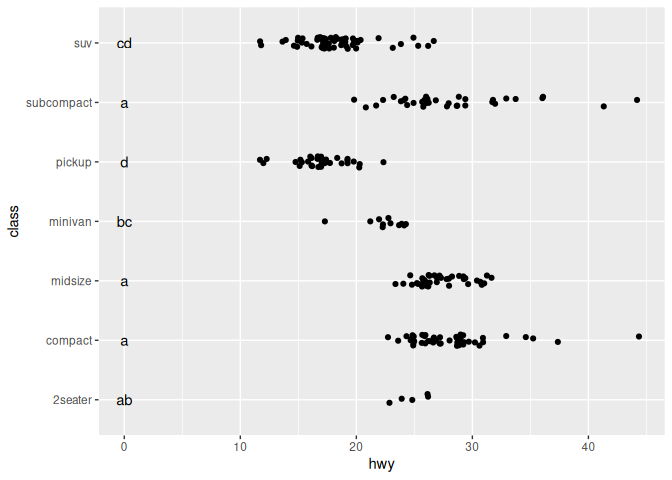 suv cd
subcompact a
pickup d
minivan bc
midsize a
compact a
2seater ab
class
0 10 20 30 40
hwy